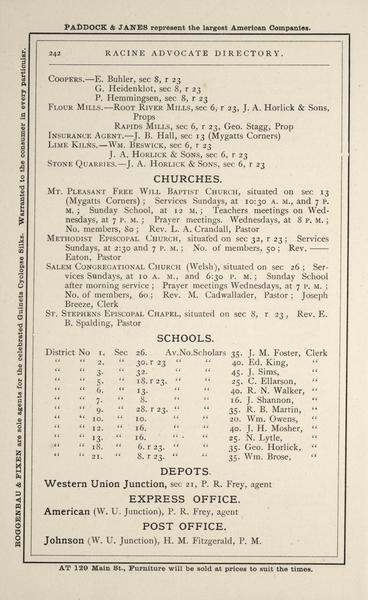 PADDOCK & JANES represent the largest American Companies.
242 RACINE ADVOCATE DIRECTORY.
COOPERS.—E. Buhler, sec 8, r 23
G. Heidenklot, sec 8, r 23
P. Hemmingsen, sec 8, r 23
FLOUR MILLS.—ROOT RIVER MILLS, sec 6, r 23, J. A. Horlick & Sons,
Props
RAPIDS MILLS, sec 6, r 23, Geo. Stagg, Prop
INSURANCE AGENT.—J. B. Hall, sec 13 (Mygatts Corners)
LIME KILNS.—WM. BESWICK, sec 6, r 23
J. A. HORLICK & SONS, sec 6, r 23
STONE QUARRIES.—J. A. HORLICK & SONS, sec 6, r 23
CHURCHES.
MT. PLEASANT FREE WILL BAPTIST CHURCH, situated on sec 13
(Mygatts Corners) ; Services Sundays, at 10:30 A. M., and 7 P.
M. ; Sunday School, at 12 M. ; Teachers meetings on Wed-
nesdays, at 7 P. M. ; Prayer meetings. Wednesdays, at 8 P. M. ;
No. members, 80 ; Rev. L. A. Crandall, Pastor
METHODIST EPISCOPAL CHURCH, situated on sec 32, r 23 ; Services
Sundays, at 2:30 and 7 P. M. ; No. of members, 50 ; Rev. ——
Eaton, Pastor
SALEM CONGREGATIONAL CHURCH (Welsh), situated on sec 26 ; Ser-
vices Sundays, at 10 A. M., and 6:30 P. M. ; Sunday School
after morning service ; Prayer meetings Wednesdays, at 7 P. M. ;
No. of members, 60 ; Rev. M. Cadwallader, Pastor ; Joseph
Breeze, Clerk
ST. STEPHENS EPISCOPAL CHAPEL, situated on sec 8, r 23, Rev. E.
B. Spalding, Pastor
SCHOOLS.
District No 1. Sec 26. Av.No.Scholars 35. J. M. Foster, Clerk
" " 2. " 30. r 23 " " 40. Ed. King, "
" " 3. " 32. " " 45. J. Sims, "
" " 5. " 18. r 23. " " 25. C. Ellarson, "
" " 6. " 13. " " 40. R. N. Walker, "
" " 7. " 8. " " 16. J. Shannon, "
" " 9. " 28. r 23. " " 35. R. B. Martin, "
" " 10. " 10. " " 20. Wm. Owens, "
" " 12. " 16. " " 40. J. H. Mosher, "
" " 13. " 16. " " 25. N. Lytle, "
" " 18. " 6. r 23. " " 35. Geo. Horlick, "
" " 21. " 8. r 23. " " 35. Wm. Brose, "
DEPOTS.
Western Union Junction, sec 21, P. R. Frey, agent
EXPRESS OFFICE.
American (W. U. Junction), P. R. Frey, agent
POST OFFICE.
Johnson (W. U. Junction), H. M. Fitzgerald, P. M.
AT 129 Main St., Furniture will be sold at prices to suit the times.
ROGGENBAU & FIXEN are sole agents for the celebrated Guinets Cyclopse Silks. Warranted to the consumer in every particular.